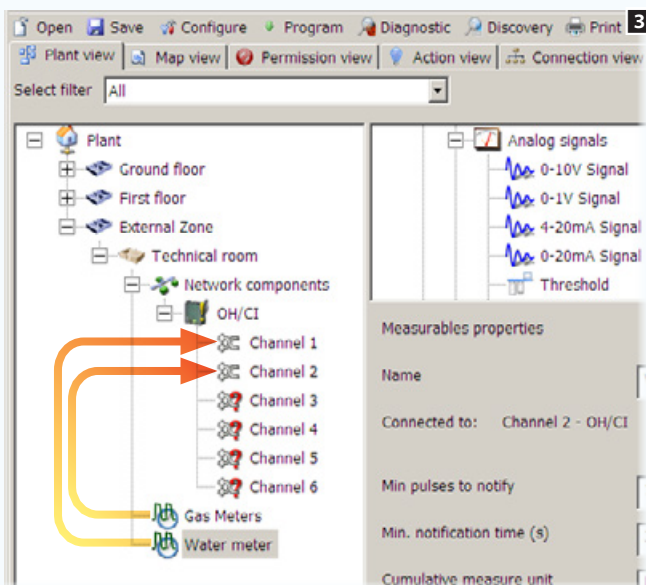 Open Save Configure Program Diagnostic Discovery Print 3
Plant view Map view Permission view Action view Connection view
Select filter All
Plant
Ground floor
First floor
External Zone
Technical room
Network components
OH/CI
Channel 1
Channel 2
Channel 3
Channel 4
Channel 5
Channel 6
Gas Meters
Water meter
Analog signals
0-10V Signal
0-1V Signal
4-20mA Signal
0-20mA Signal
Threshold
Measurables properties
Name
Connected to: Channel 2 - OH/CI
Min pulses to notify
Min. notification time (s)
Cumulative measure unit